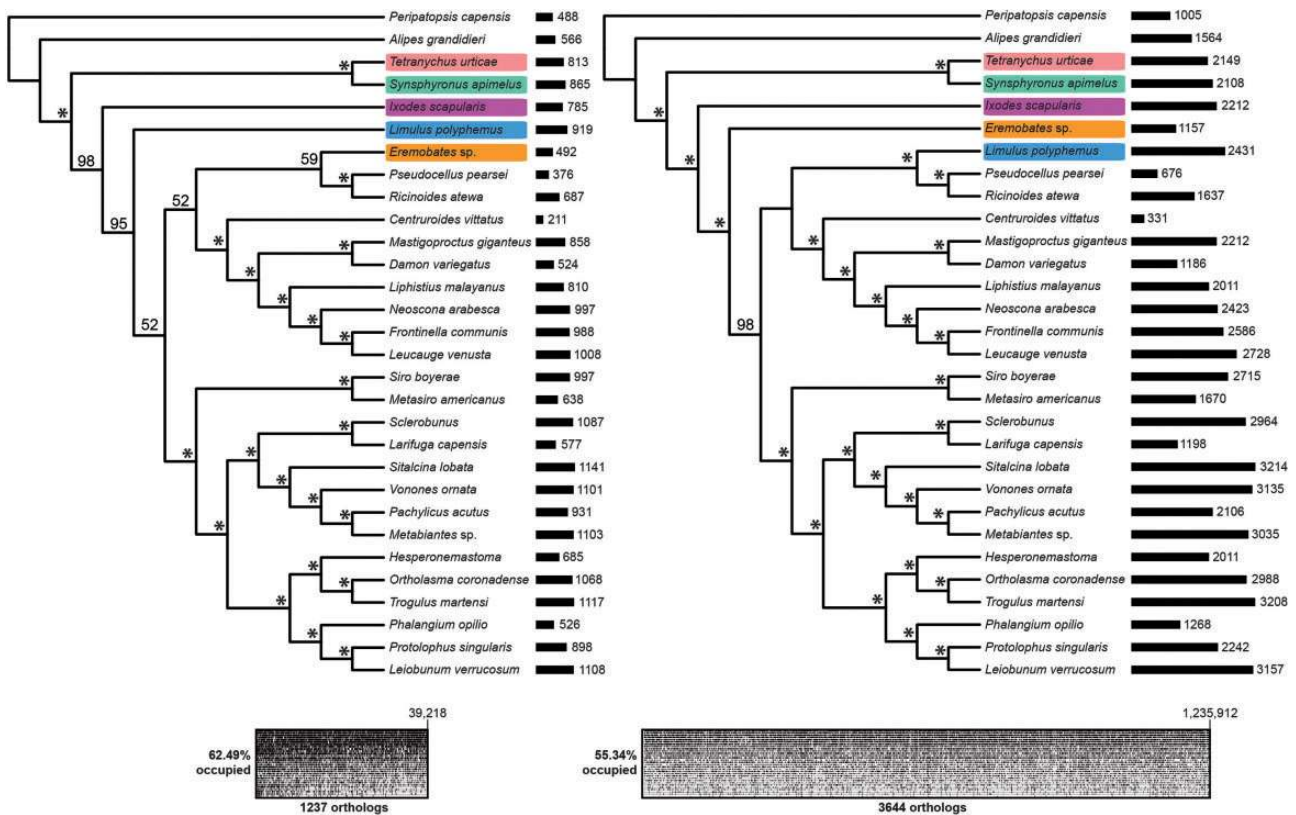 Peripatopsis capensis 488
Alipes grandidieri 566
* Tetranychus urticae 813
* Synsphyronus apimelus 865
Ixodes scapularis 785
98 Limulus polyphemus 919
59 Eremobates sp. 492
* Pseudocellus pearsei 376
52 Ricinoides atewa 687
95 * Centruroides vittatus 211
* * Mastigoproctus giganteus 858
* Damon variegatus 524
* Liphistius malayanus 810
* Neoscona arabesca 997
52 * Frontinella communis 988
Leucauge venusta 1008
* Siro boyerae 997
Metasiro americanus 638
* Sclerobunus 1087
* * Larifuga capensis 577
* Sitalcina lobata 1141
* Vonones ornata 1101
* * Pachylicus acutus 931
Metabiantes sp. 1103
* Hesperonemastoma 685
* Ortholasma coronadense 1068
* Trogulus martensi 1117
* Phalangium opilio 526
* Protolophus singularis 898
Leiobunum verrucosum 1108
39,218
62.49%
occupied
1237 orthologs
Peripatopsis capensis 1005
Alipes grandidieri 1564
* Tetranychus urticae 2149
* Synsphyronus apimelus 2108
Ixodes scapularis 2212
* Eremobates sp. 1157
* Limulus polyphemus 2431
* Pseudocellus pearsei 676
Ricinoides atewa 1637
* * Centruroides vittatus 331
* * Mastigoproctus giganteus 2212
* Damon variegatus 1186
* Liphistius malayanus 2011
* Neoscona arabesca 2423
98 * Frontinella communis 2586
Leucauge venusta 2728
* Siro boyerae 2715
Metasiro americanus 1670
* Sclerobunus 2964
* * Larifuga capensis 1198
* Sitalcina lobata 3214
* Vonones ornata 3135
* * Pachylicus acutus 2106
Metabiantes sp. 3035
* Hesperonemastoma 2011
* Ortholasma coronadense 2988
* Trogulus martensi 3208
* Phalangium opilio 1268
* Protolophus singularis 2242
Leiobunum verrucosum 3157
1,235,912
55.34%
occupied
3644 orthologs